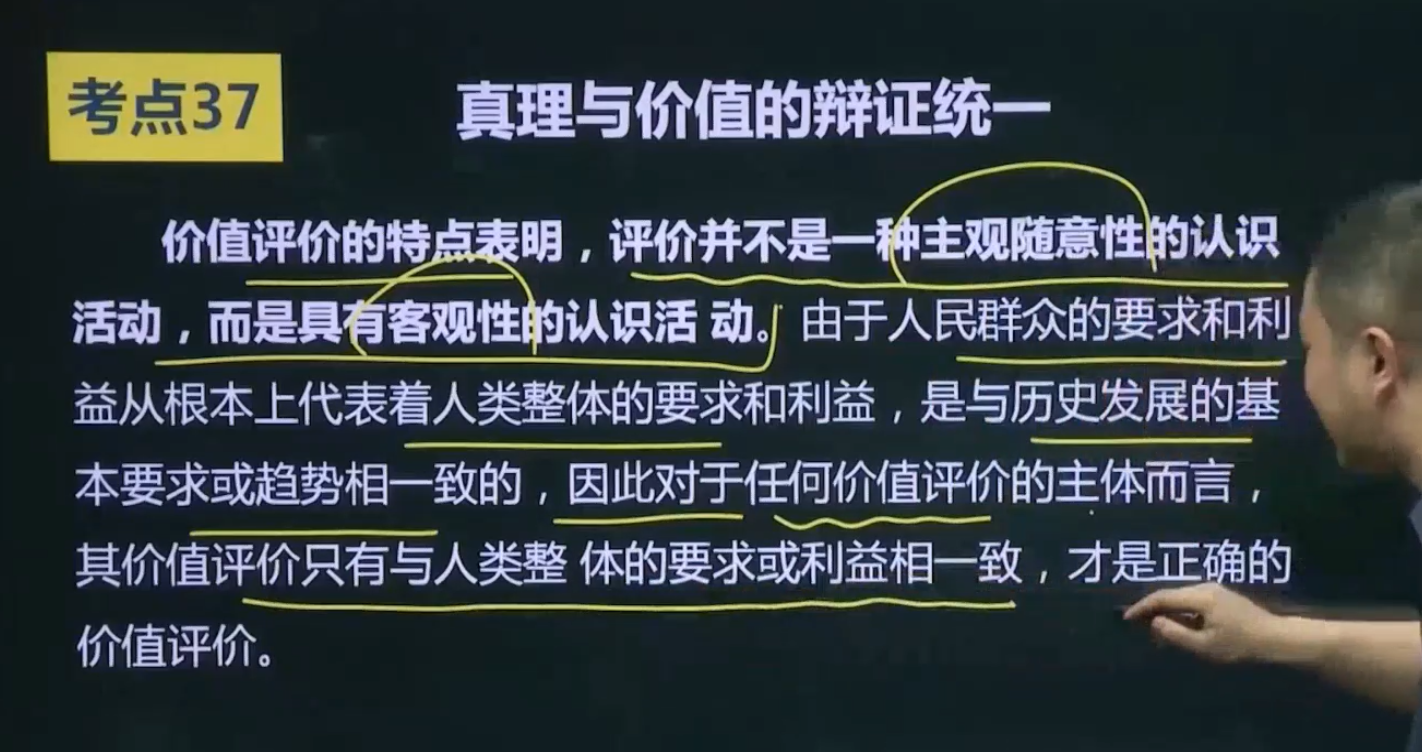 考点37
真理与价值的辩证统一
价值评价的特点表明，评价并不是一种主观随意性的认识
活动，而是具有客观性的认识活 动。由于人民群众的要求和利
益从根本上代表着人类整体的要求和利益，是与历史发展的基
本要求或趋势相一致的，因此对于任何价值评价的主体而言，
其价值评价只有与人类整 体的要求或利益相一致，才是正确的
价值评价。